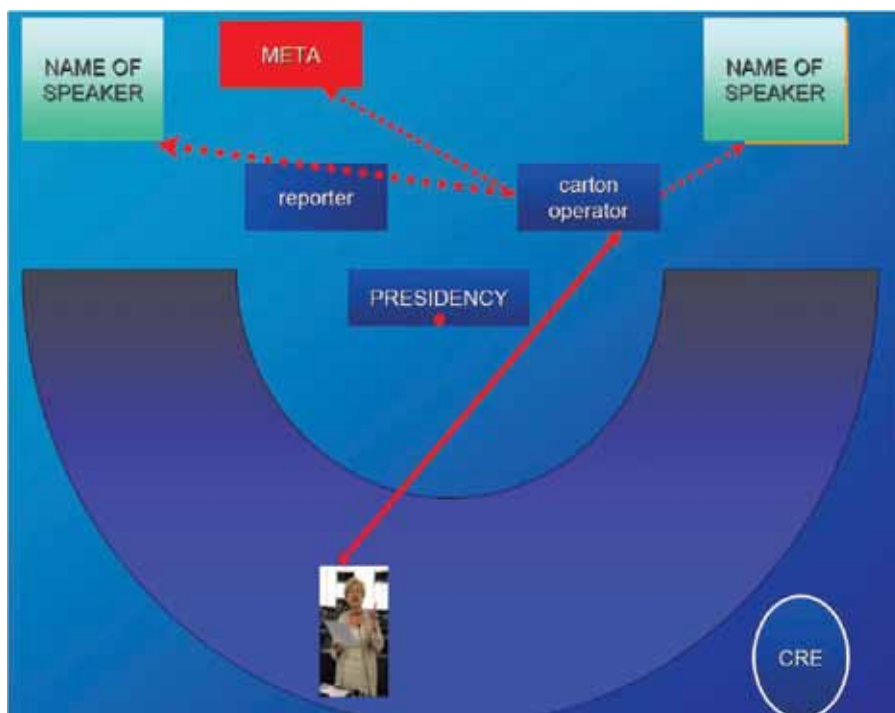 NAME OF
SPEAKER
META
NAME OF
SPEAKER
reporter
carton
operator
PRESIDENCY
CRE